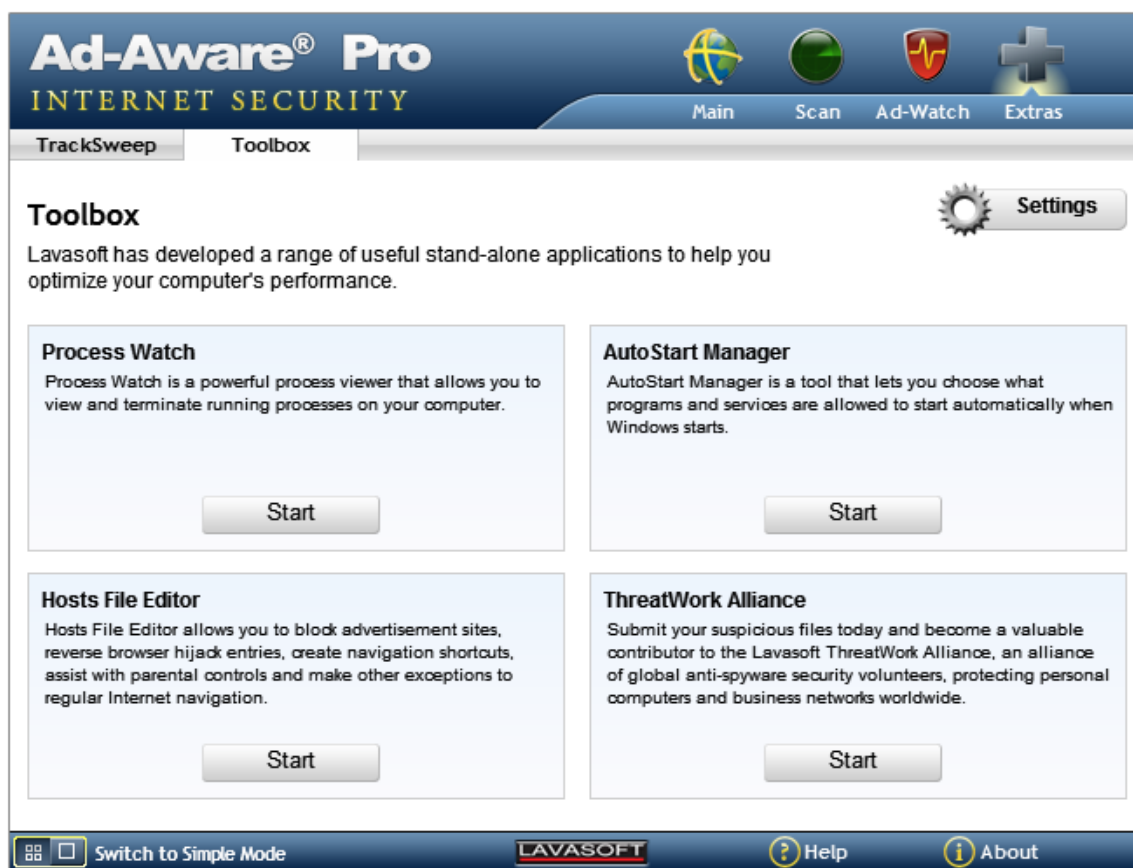 Ad-Aware® Pro
INTERNET SECURITY
Main
Scan
Ad-Watch
Extras
TrackSweep
Toolbox
Toolbox
Settings
Lavasoft has developed a range of useful stand-alone applications to help you
optimize your computer's performance.
Process Watch
Process Watch is a powerful process viewer that allows you to
view and terminate running processes on your computer.
Start
AutoStart Manager
AutoStart Manager is a tool that lets you choose what
programs and services are allowed to start automatically when
Windows starts.
Start
Hosts File Editor
Hosts File Editor allows you to block advertisement sites,
reverse browser hijack entries, create navigation shortcuts,
assist with parental controls and make other exceptions to
regular Internet navigation.
Start
ThreatWork Alliance
Submit your suspicious files today and become a valuable
contributor to the Lavasoft ThreatWork Alliance, an alliance
of global anti-spyware security volunteers, protecting personal
computers and business networks worldwide.
Start
Switch to Simple Mode
LAVASOFT
? Help
i About